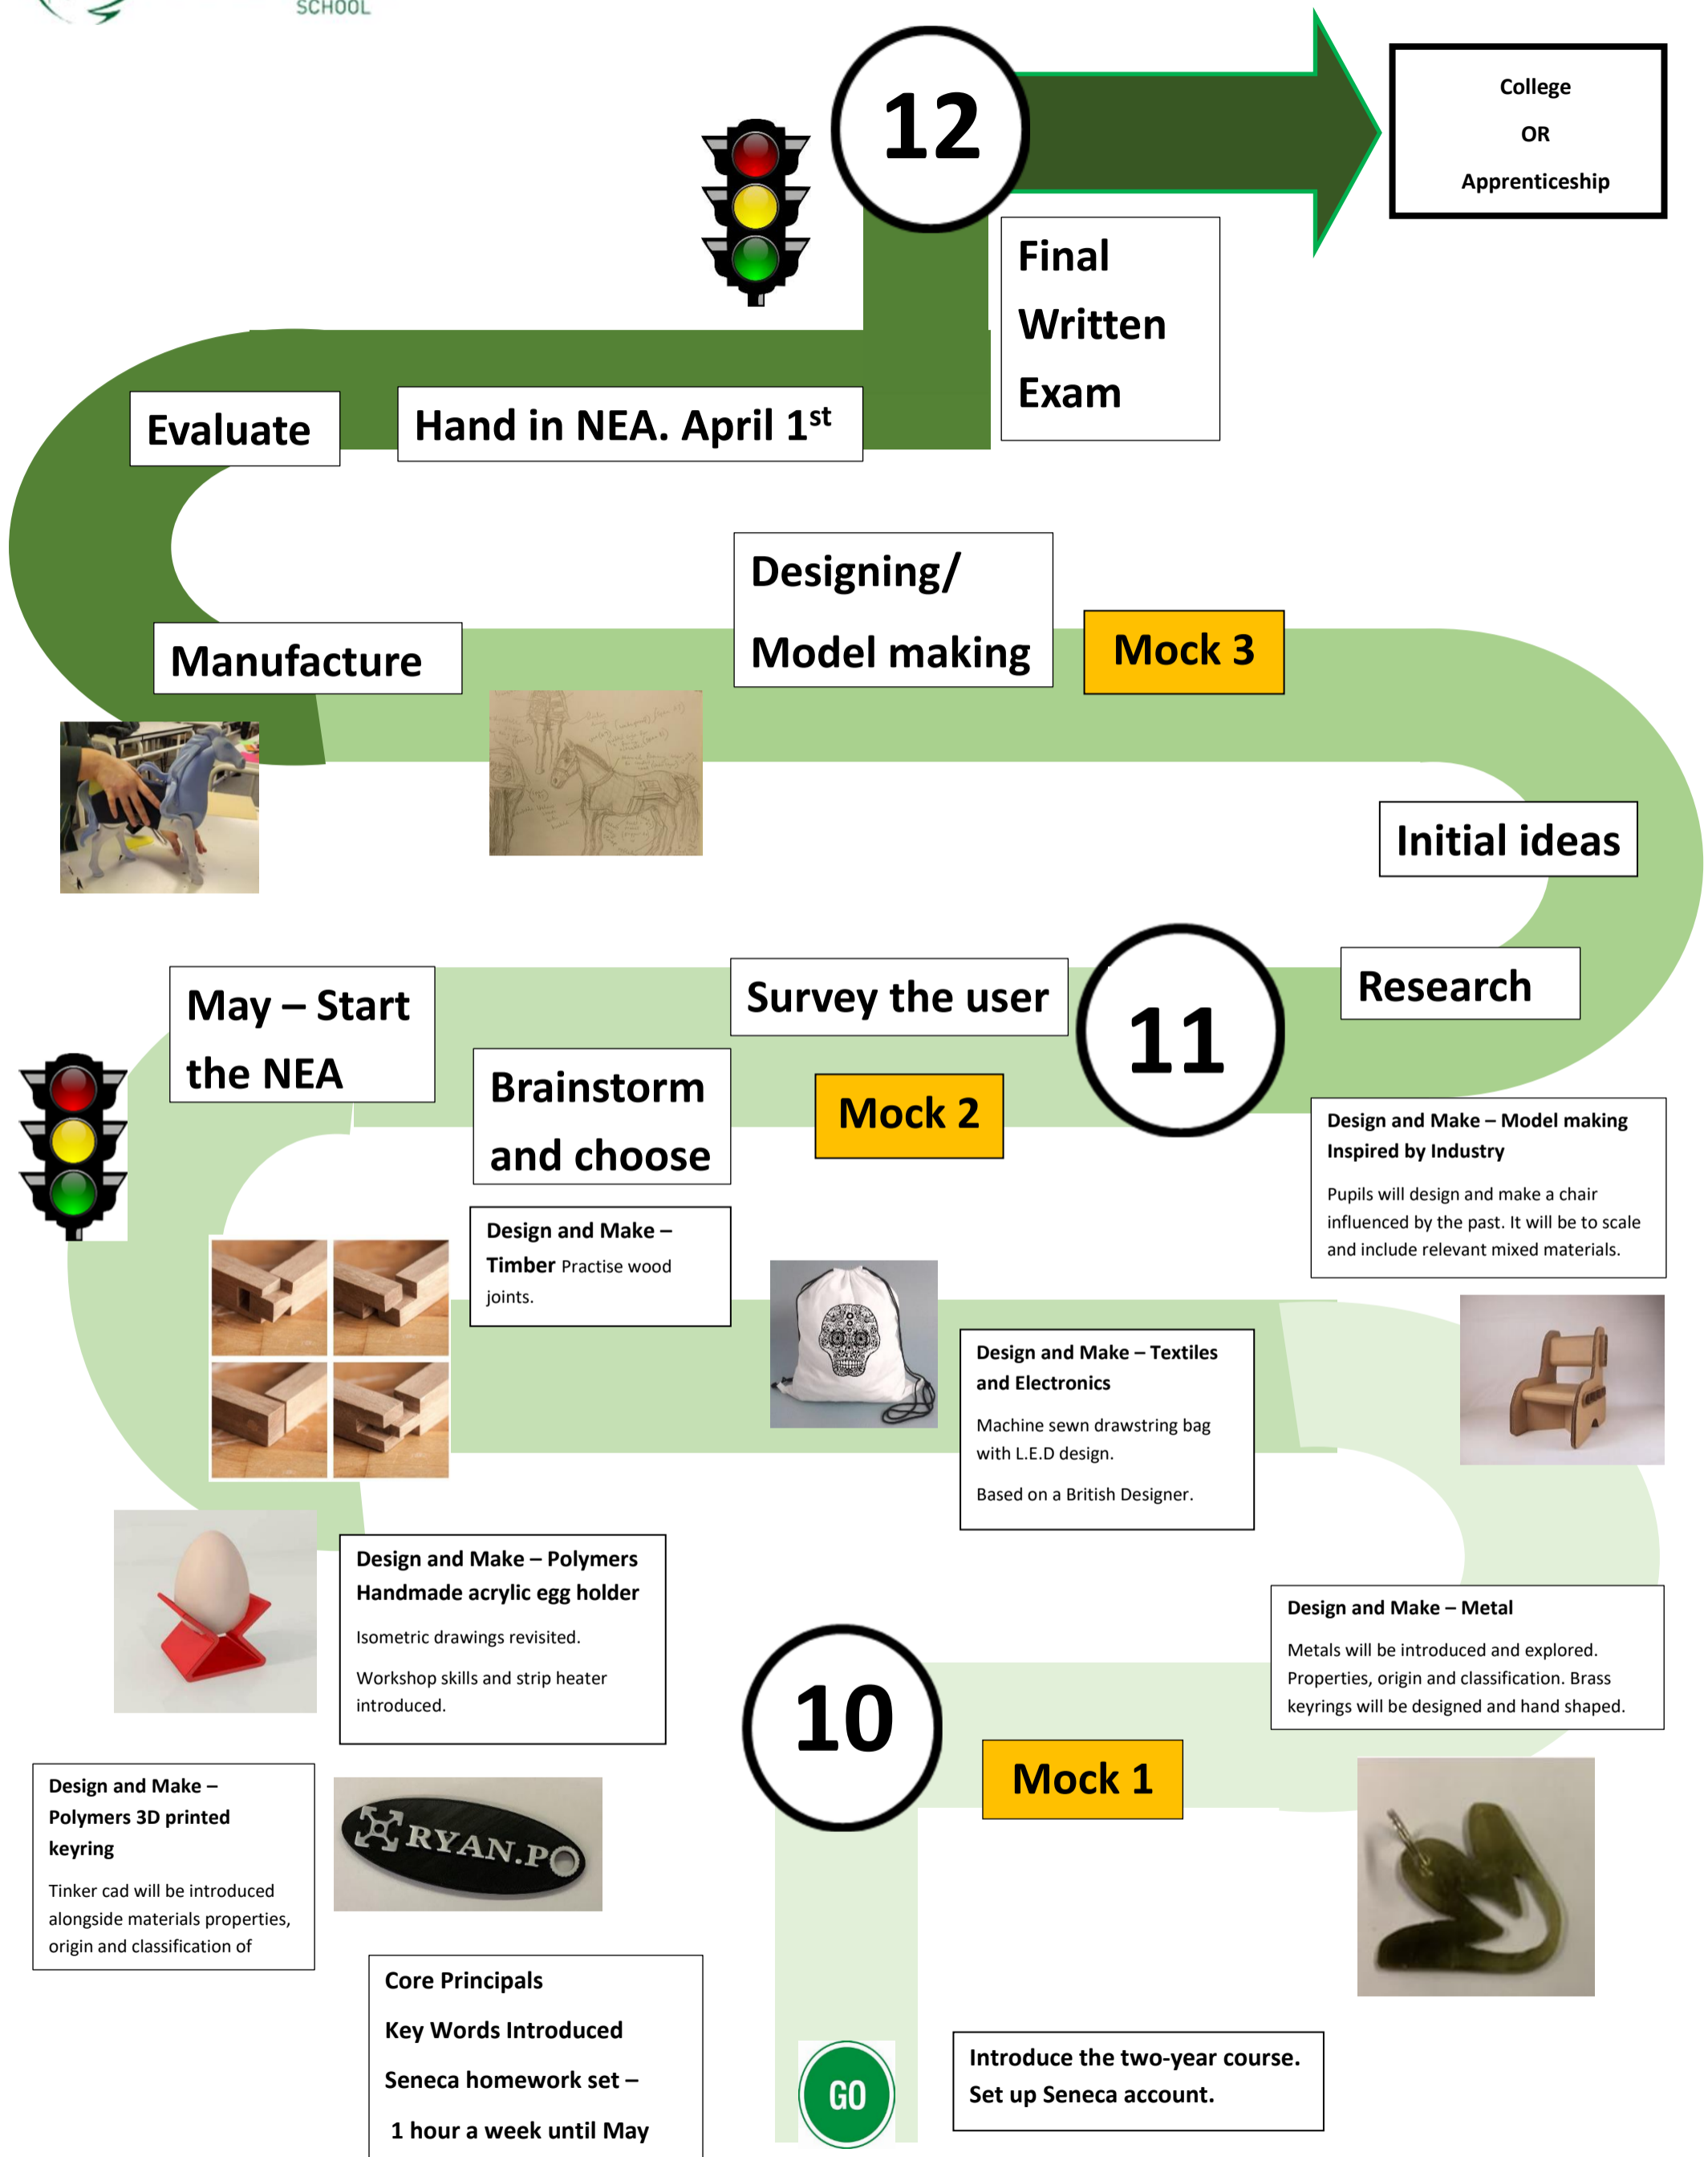 SCHOOL
12
College
OR
Apprenticeship
Final
Written
Exam
Evaluate
Hand in NEA. April 1st
Designing/
Model making
Mock 3
Manufacture
Initial ideas
Research
May – Start
the NEA
Survey the user
11
Brainstorm
and choose
Mock 2
Design and Make – Model making
Inspired by Industry
Pupils will design and make a chair
influenced by the past. It will be to scale
and include relevant mixed materials.
Design and Make –
Timber Practise wood
joints.
Design and Make – Textiles
and Electronics
Machine sewn drawstring bag
with L.E.D design.
Based on a British Designer.
Design and Make – Polymers
Handmade acrylic egg holder
Isometric drawings revisited.
Workshop skills and strip heater
introduced.
Design and Make – Metal
Metals will be introduced and explored.
Properties, origin and classification. Brass
keyrings will be designed and hand shaped.
10
Mock 1
Design and Make –
Polymers 3D printed
keyring
Tinker cad will be introduced
alongside materials properties,
origin and classification of
RYAN.PO
Core Principals
Key Words Introduced
Seneca homework set –
1 hour a week until May
GO
Introduce the two-year course.
Set up Seneca account.